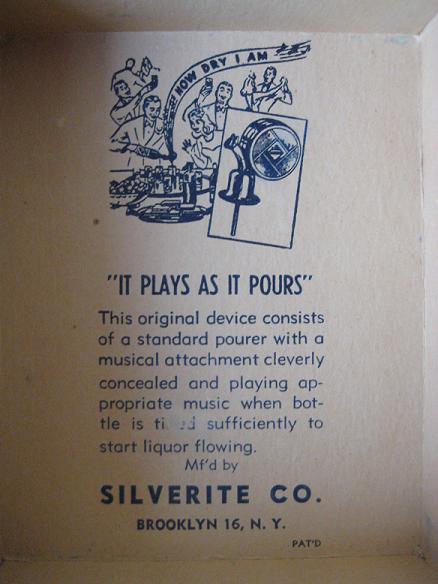 HOW DRY I AM
"IT PLAYS AS IT POURS"
This original device consists
of a standard pourer with a
musical attachment cleverly
concealed and playing ap-
propriate music when bot-
tle is tilted sufficiently to
start liquor flowing.
Mf'd by
SILVERITE CO.
BROOKLYN 16, N. Y.
PAT'D